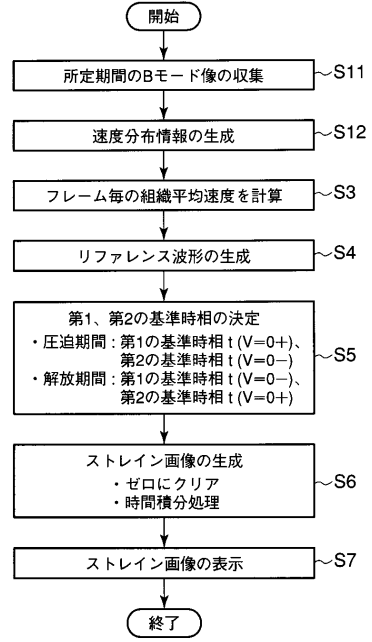 開始
所定期間のBモード像の収集
S11
速度分布情報の生成
S12
フレーム毎の組織平均速度を計算
S3
リファレンス波形の生成
S4
第1、第2の基準時相の決定
・圧迫期間：第1の基準時相 t (V=0+)、
第2の基準時相 t (V=0−)
・解放期間：第1の基準時相 t (V=0−)、
第2の基準時相 t (V=0+)
S5
ストレイン画像の生成
・ゼロにクリア
・時間積分処理
S6
ストレイン画像の表示
S7
終了